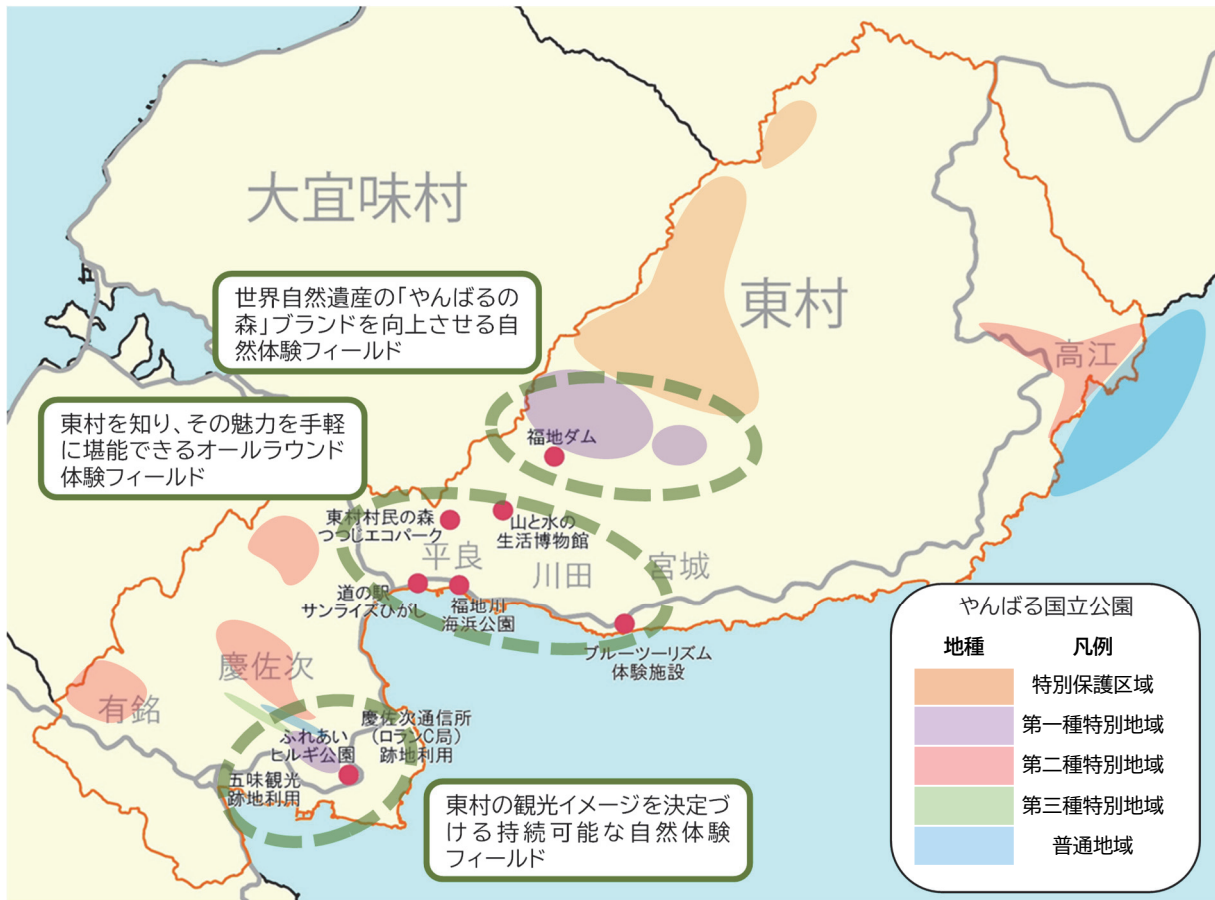 大宜味村
東村
世界自然遺産の「やんばるの
森」ブランドを向上させる自
然体験フィールド
高江
東村を知り、その魅力を手軽
に堪能できるオールラウンド
体験フィールド
福地ダム
東村村民の森
つつじエコパーク
山と水の
生活博物館
平良
川田
宮城
道の駅
サンライズひがし
福地川
海浜公園
ブルーツーリズム
体験施設
慶佐次
有銘
ふれあい
ヒルギ公園
慶佐次通信所
（ロランC局）
跡地利用
五味観光
跡地利用
東村の観光イメージを決定づ
ける持続可能な自然体験
フィールド
やんばる国立公園
地種 凡例
特別保護区域
第一種特別地域
第二種特別地域
第三種特別地域
普通地域